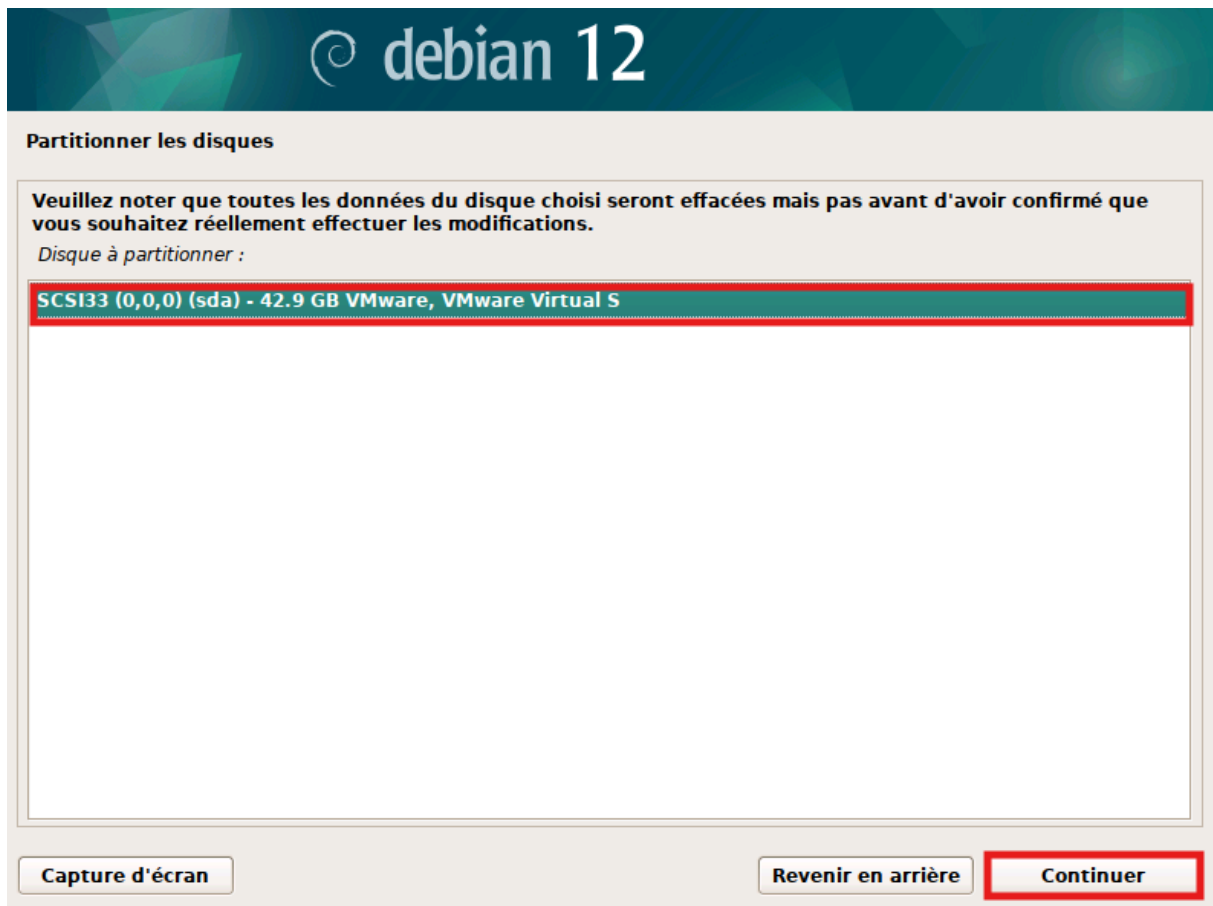 debian 12
Partitionner les disques
Veuillez noter que toutes les données du disque choisi seront effacées mais pas avant d'avoir confirmé que
vous souhaitez réellement effectuer les modifications.
Disque à partitionner :
SCSI33 (0,0,0) (sda) - 42.9 GB VMware, VMware Virtual S
Capture d'écran
Revenir en arrière
Continuer